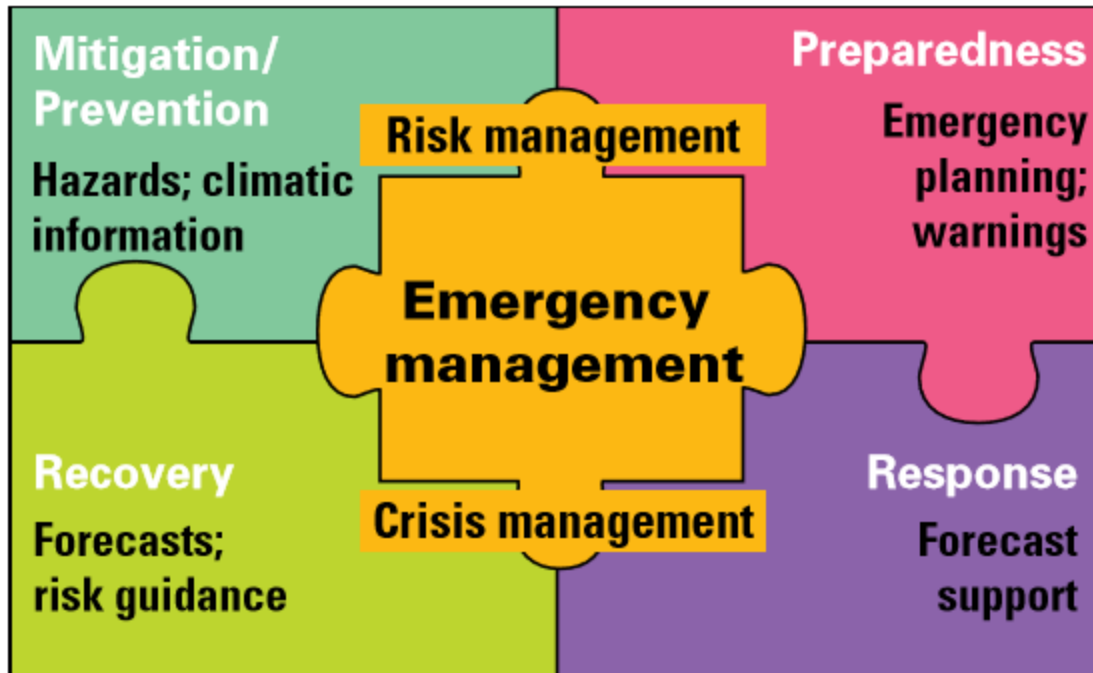 Mitigation/
Prevention
Hazards; climatic
information
Preparedness
Emergency
planning;
warnings
Risk management
Emergency
management
Crisis management
Recovery
Forecasts;
risk guidance
Response
Forecast
support